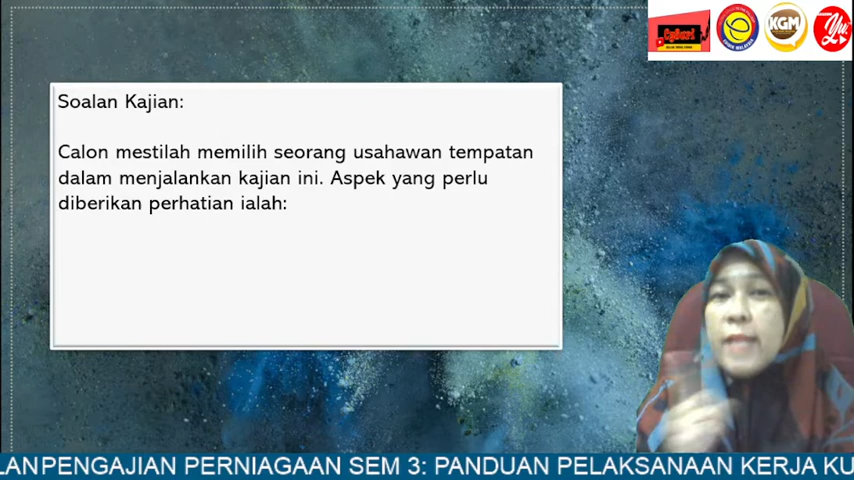 Soalan Kajian:
Calon mestilah memilih seorang usahawan tempatan
dalam menjalankan kajian ini. Aspek yang perlu
diberikan perhatian ialah:
KGM
LANPENGAJIAN PERNIAGAAN SEM 3: PANDUAN PELAKSANAAN KERJA KU